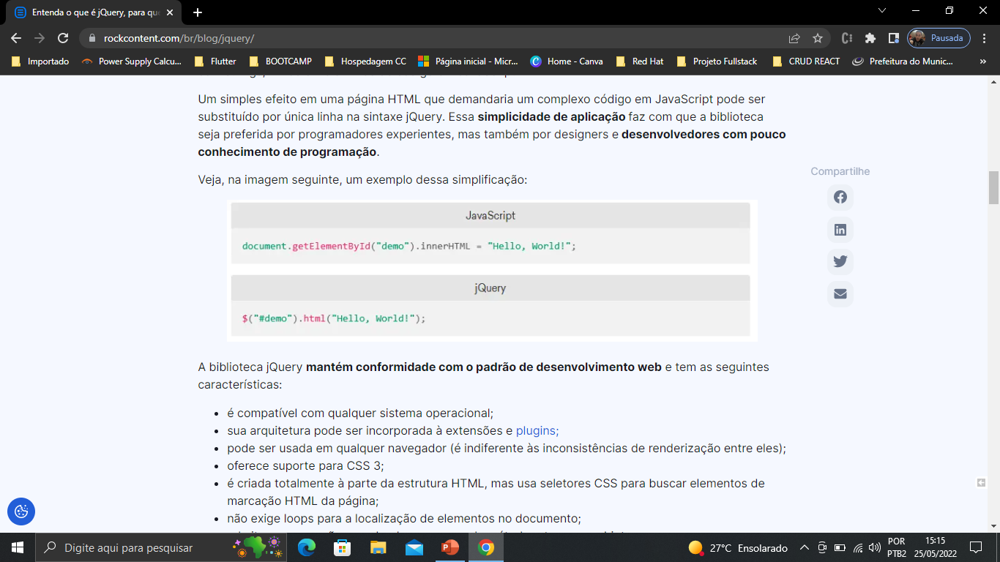 Entenda o que é jQuery, para que
rockcontent.com/br/blog/jquery/
Pausada
Importado
Power Supply Calcu...
Flutter
BOOTCAMP
Hospedagem CC
Página inicial - Micr...
Home - Canva
Red Hat
Projeto Fullstack
CRUD REACT
Prefeitura do Munic...
Um simples efeito em uma página HTML que demandaria um complexo código em JavaScript pode ser
substituído por única linha na sintaxe jQuery. Essa simplicidade de aplicação faz com que a biblioteca
seja preferida por programadores experientes, mas também por designers e desenvolvedores com pouco
conhecimento de programação.
Veja, na imagem seguinte, um exemplo dessa simplificação:
Compartilhe
JavaScript
document.getElementById("demo").innerHTML = "Hello, World!";
jQuery
$("#demo").html("Hello, World!");
A biblioteca jQuery mantém conformidade com o padrão de desenvolvimento web e tem as seguintes
características:
• é compatível com qualquer sistema operacional;
• sua arquitetura pode ser incorporada à extensões e plugins;
• pode ser usada em qualquer navegador (é indiferente às inconsistências de renderização entre eles);
• oferece suporte para CSS 3;
• é criada totalmente à parte da estrutura HTML, mas usa seletores CSS para buscar elementos de
marcação HTML da página;
• não exige loops para a localização de elementos no documento;
Digite aqui para pesquisar
27°C Ensolarado
POR
PTB2
15:15
25/05/2022